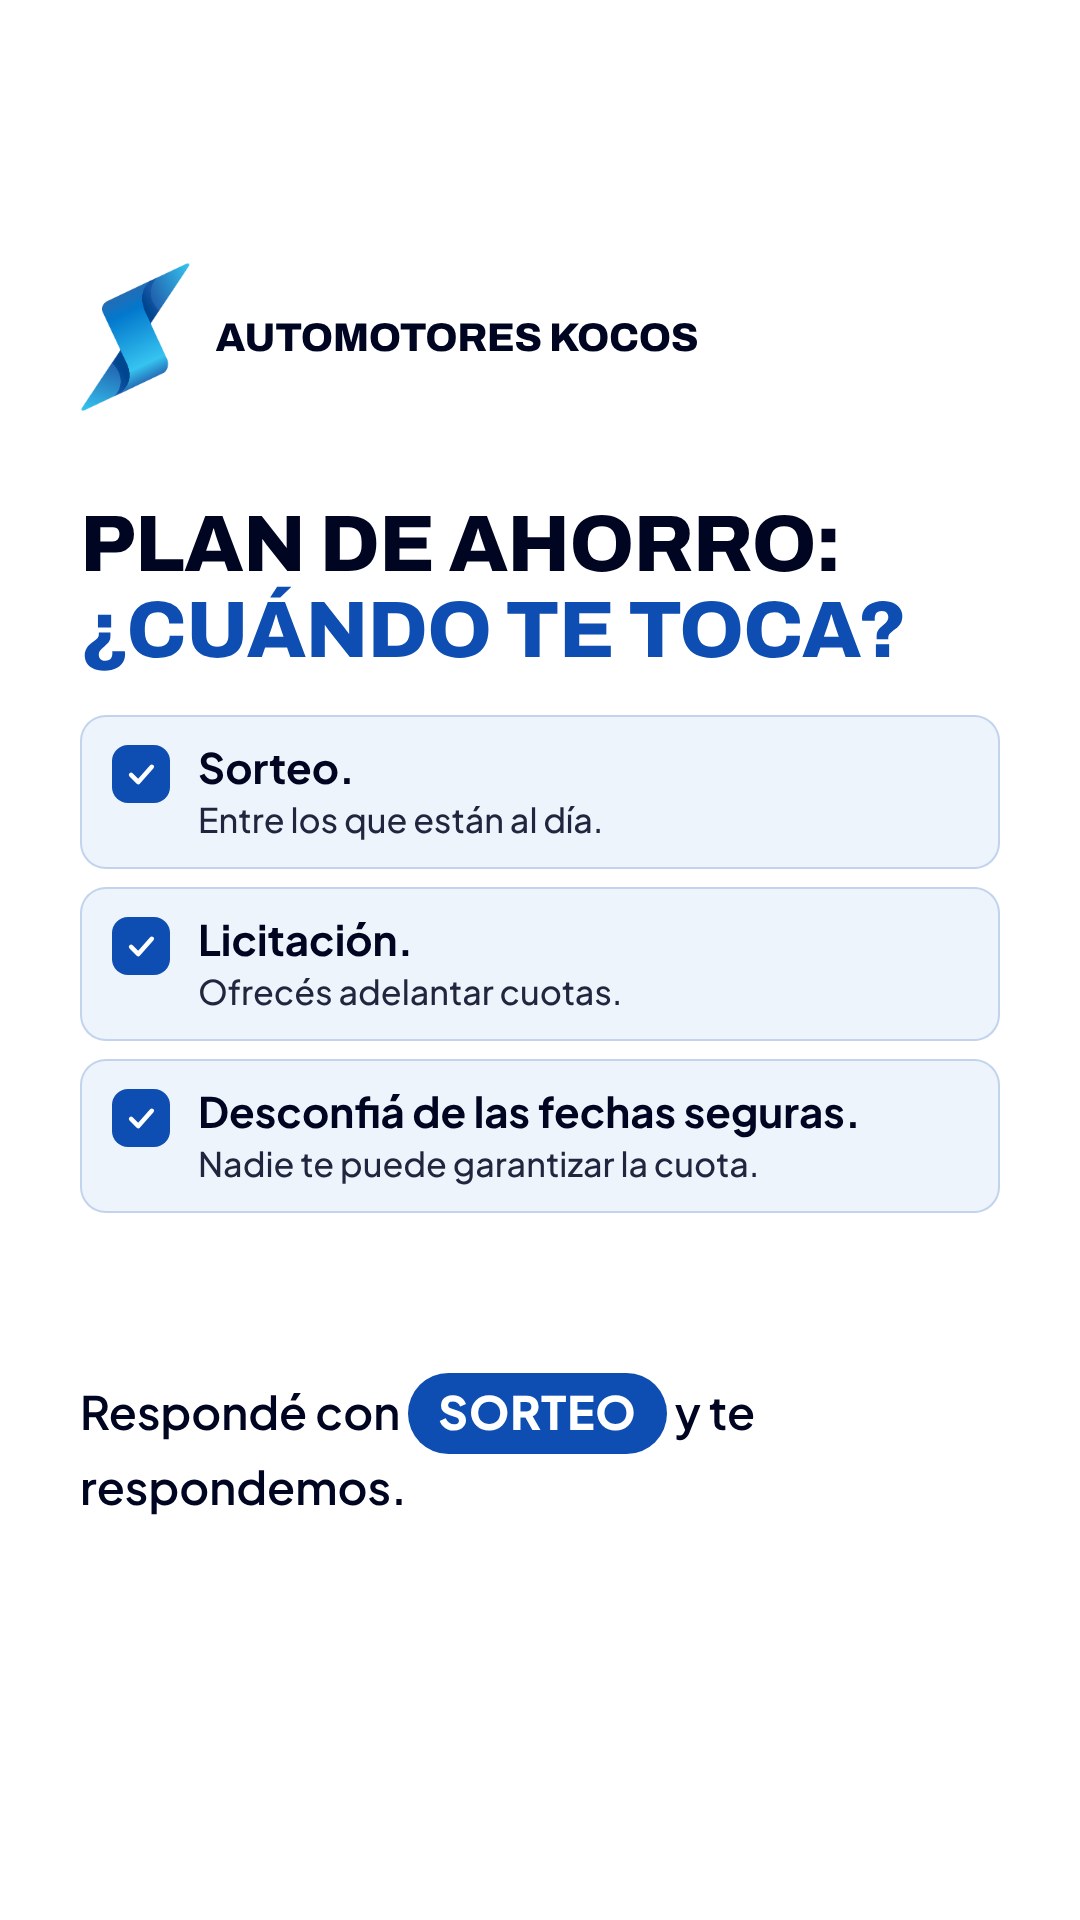 AUTOMOTORES KOCOS
PLAN DE AHORRO:
¿CUÁNDO TE TOCA?
Sorteo.
Entre los que están al día.
Licitación.
Ofrecés adelantar cuotas.
Desconfiá de las fechas seguras.
Nadie te puede garantizar la cuota.
Respondé con SORTEO y te
respondemos.